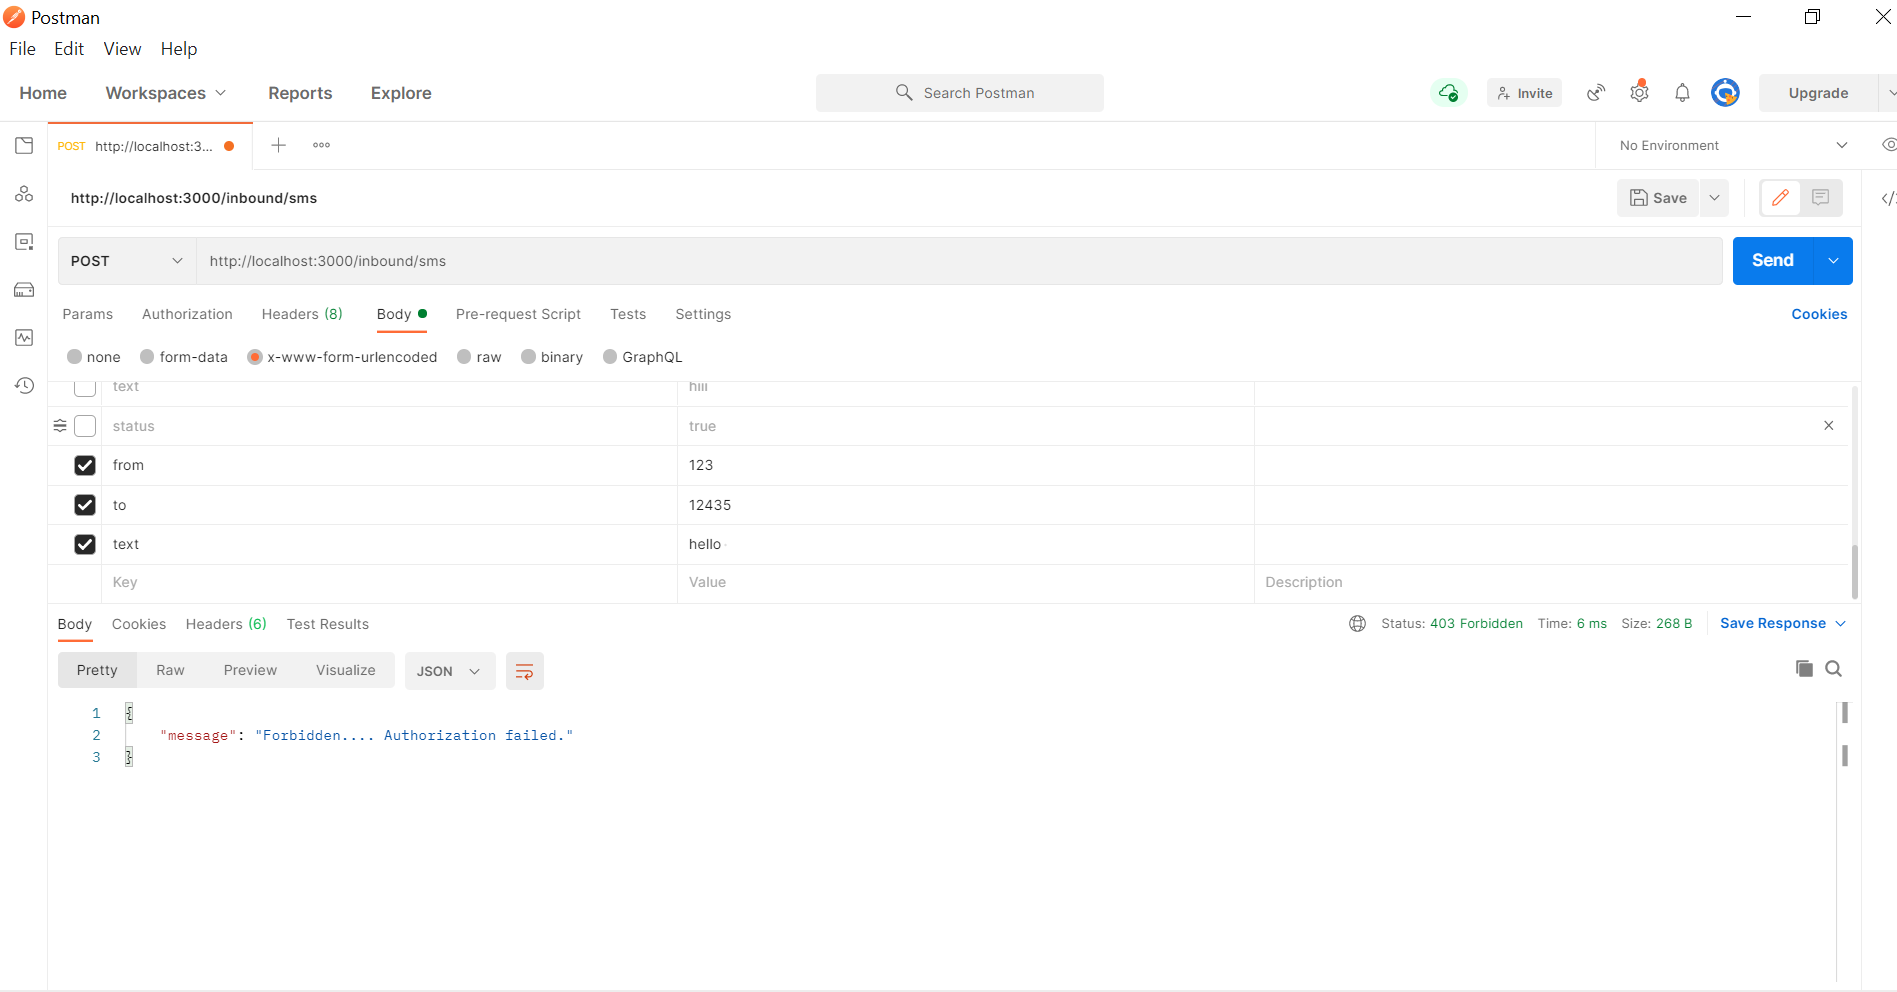 Postman
File Edit View Help
Home Workspaces Reports Explore Search Postman Invite Upgrade
POST http://localhost:3... No Environment
http://localhost:3000/inbound/sms Save
POST http://localhost:3000/inbound/sms Send
Params Authorization Headers (8) Body Pre-request Script Tests Settings Cookies
none form-data x-www-form-urlencoded raw binary GraphQL
text hiii
status true
from 123
to 12435
text hello
Key Value Description
Body Cookies Headers (6) Test Results Status: 403 Forbidden Time: 6 ms Size: 268 B Save Response
Pretty Raw Preview Visualize JSON
1 {
2 "message": "Forbidden.... Authorization failed."
3 }